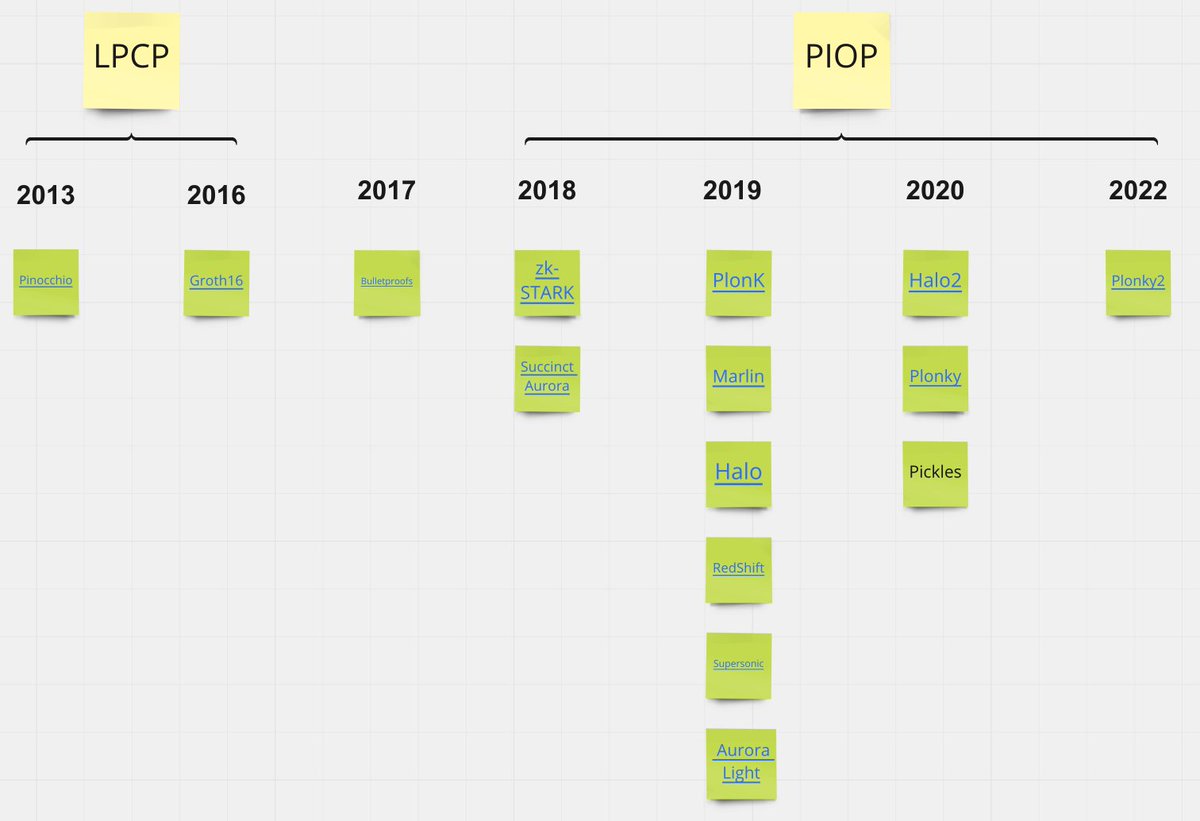 LPCP
PIOP
2013
2016
2017
2018
2019
2020
2022
Pinocchio
Groth16
Bulletproofs
zk-
STARK
PlonK
Halo2
Plonky2
Succinct
Aurora
Marlin
Plonky
Halo
Pickles
RedShift
Supersonic
Aurora
Light